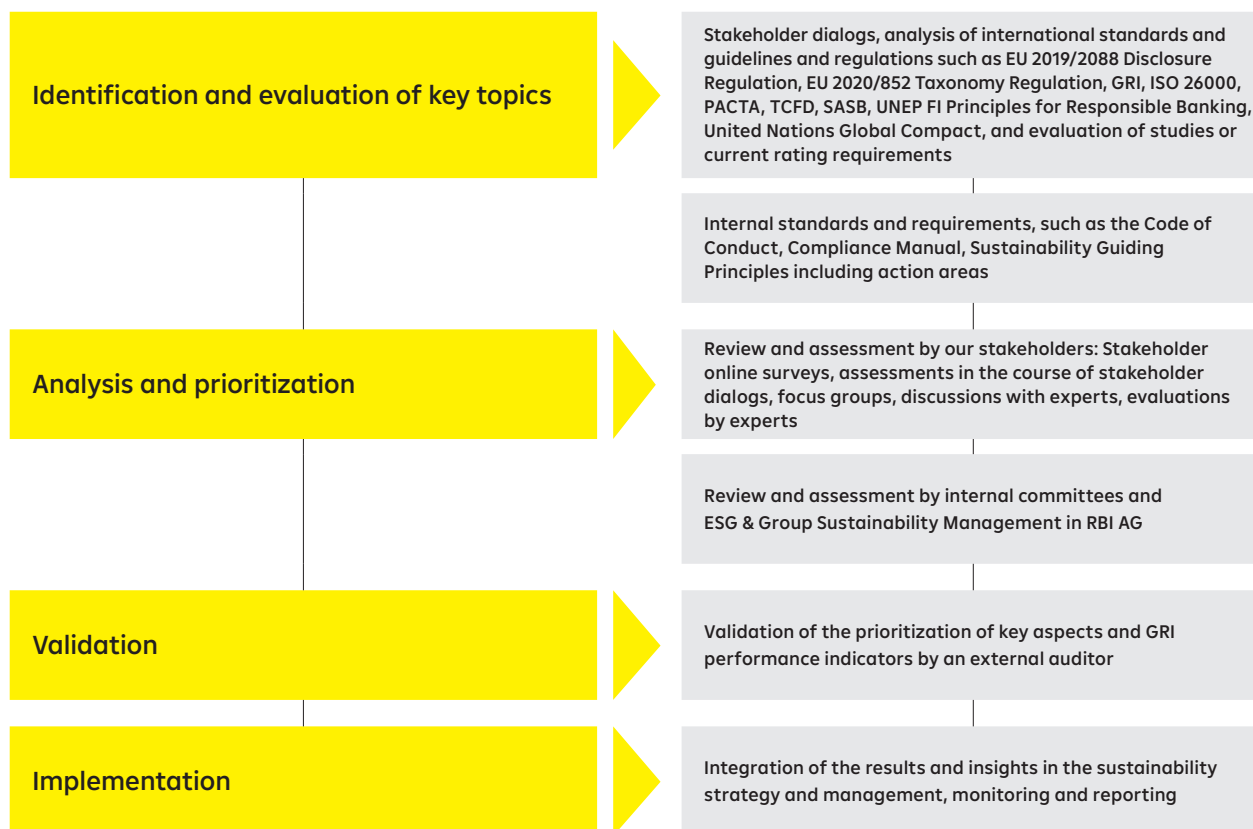 Identification and evaluation of key topics
Stakeholder dialogs, analysis of international standards and
guidelines and regulations such as EU 2019/2088 Disclosure
Regulation, EU 2020/852 Taxonomy Regulation, GRI, ISO 26000,
PACTA, TCFD, SASB, UNEP FI Principles for Responsible Banking,
United Nations Global Compact, and evaluation of studies or
current rating requirements
Internal standards and requirements, such as the Code of
Conduct, Compliance Manual, Sustainability Guiding
Principles including action areas
Analysis and prioritization
Review and assessment by our stakeholders: Stakeholder
online surveys, assessments in the course of stakeholder
dialogs, focus groups, discussions with experts, evaluations
by experts
Review and assessment by internal committees and
ESG & Group Sustainability Management in RBI AG
Validation
Validation of the prioritization of key aspects and GRI
performance indicators by an external auditor
Implementation
Integration of the results and insights in the sustainability
strategy and management, monitoring and reporting